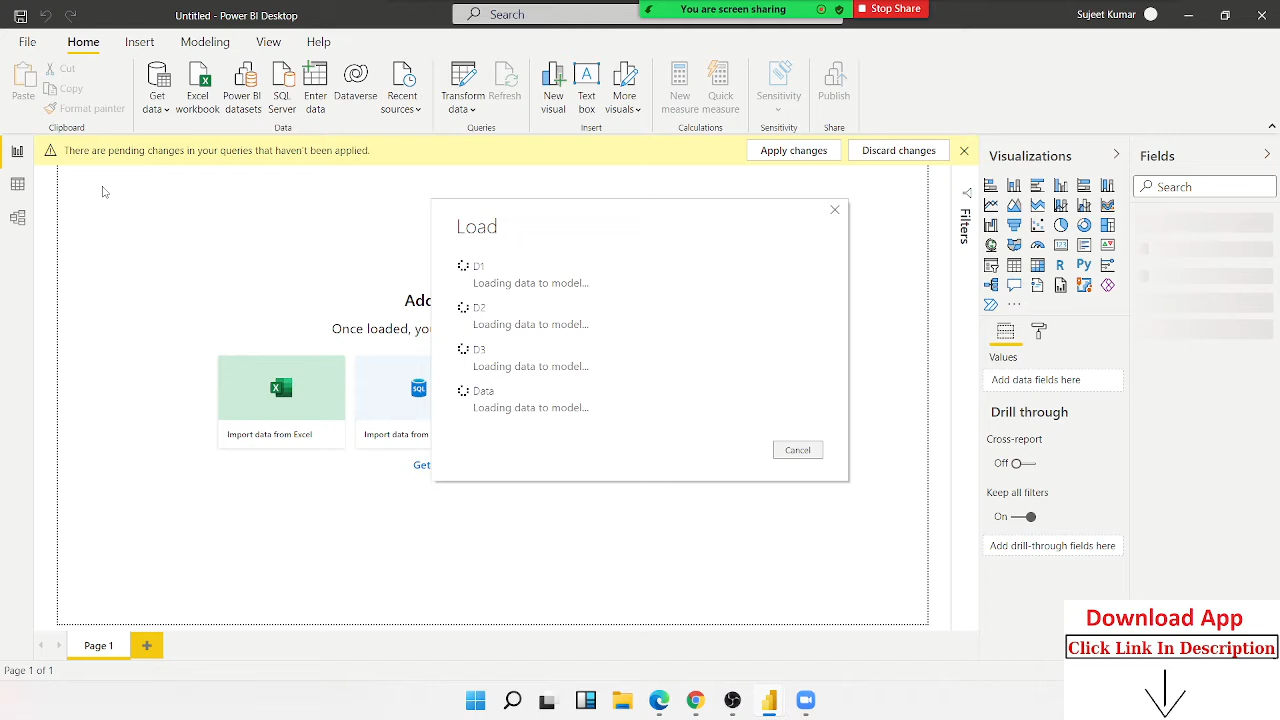 Untitled - Power BI Desktop
Search
You are screen sharing
Stop Share
Sujeet Kumar
File
Home
Insert
Modeling
View
Help
Paste
Cut
Copy
Format painter
Clipboard
Get data
Excel workbook
Power BI datasets
SQL Server
Enter data
Dataverse
Recent sources
Data
Transform data
Refresh
Queries
New visual
Text box
More visuals
Insert
New measure
Quick measure
Calculations
Sensitivity
Sensitivity
Publish
Share
There are pending changes in your queries that haven't been applied.
Apply changes
Discard changes
Add
Once loaded, you
Import data from Excel
SQL
Import data from
Get
Load
D1
Loading data to model...
D2
Loading data to model...
D3
Loading data to model...
Data
Loading data to model...
Cancel
Filters
Visualizations
123
R
Py
Values
Add data fields here
Drill through
Cross-report
Off
Keep all filters
On
Add drill-through fields here
Fields
Search
Page 1
Page 1 of 1
Download App
Click Link In Description